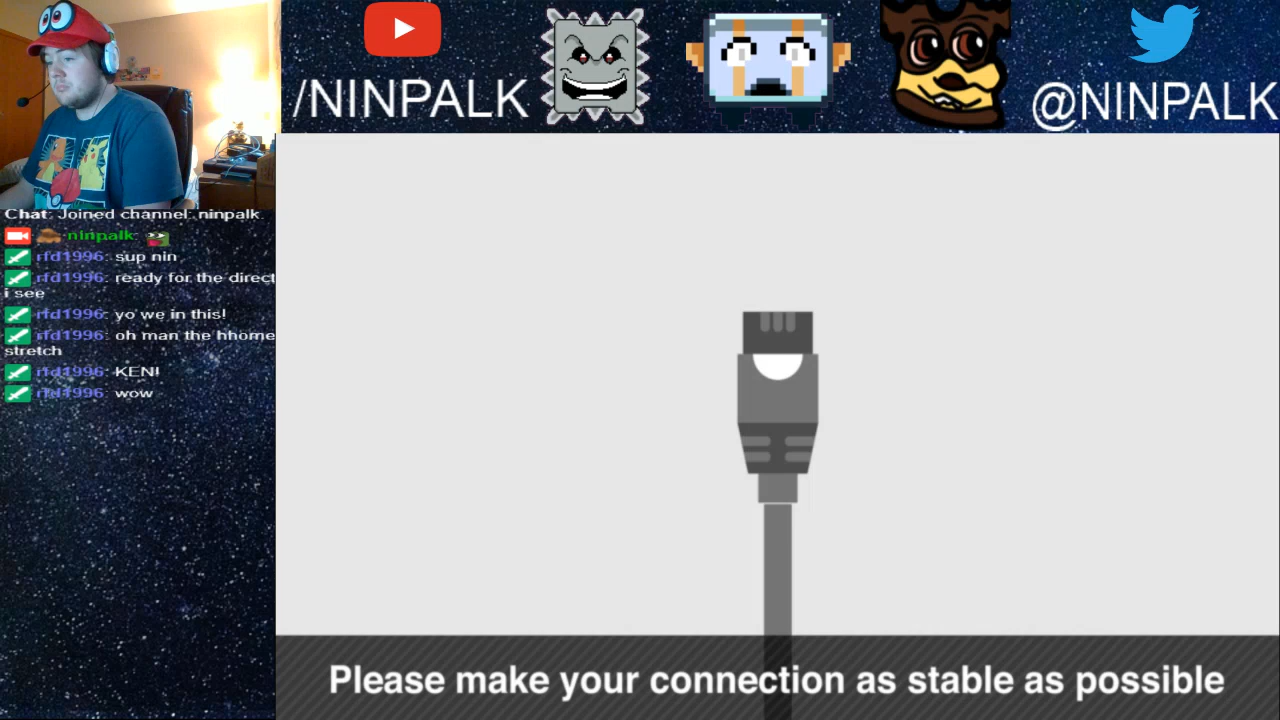 /NINPALK
@NINPALK
Chat: Joined channel: ninpalk.
ninpalk:
rfd1996: sup nin
rfd1996: ready for the direct
i see
rfd1996: yo we in this!
rfd1996: oh man the hhome
stretch
rfd1996: KEN!
rfd1996: wow
Please make your connection as stable as possible